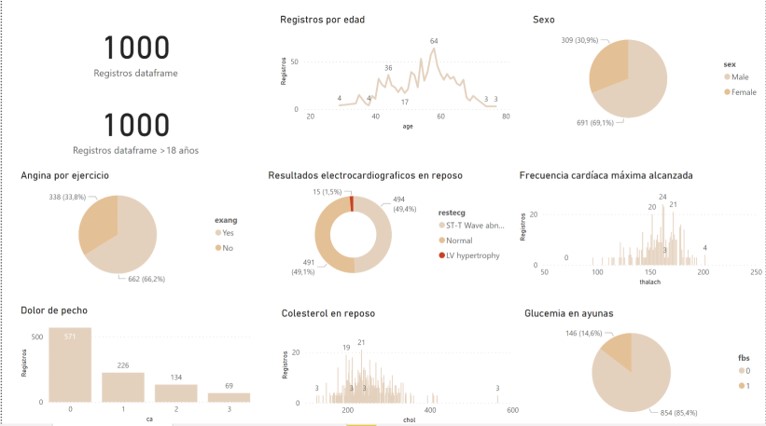 1000
Registros dataframe
1000
Registros dataframe >18 años
Registros por edad
Registros
50
0
4
4
36
17
64
3
3
20
40
60
80
age
Sexo
309 (30,9%)
691 (69,1%)
sex
Male
Female
Angina por ejercicio
338 (33,8%)
662 (66,2%)
exang
Yes
No
Resultados electrocardiograficos en reposo
15 (1,5%)
494
(49,4%)
491
(49,1%)
restecg
ST-T Wave abn...
Normal
LV hypertrophy
Frecuencia cardíaca máxima alcanzada
Registros
20
0
0
20
24
21
3
4
50
100
150
200
250
thalach
Dolor de pecho
Registros
500
0
571
226
134
69
0
1
2
3
ca
Colesterol en reposo
Registros
20
0
3
19
21
3
3
3
3
200
400
600
chol
Glucemia en ayunas
146 (14,6%)
854 (85,4%)
fbs
0
1